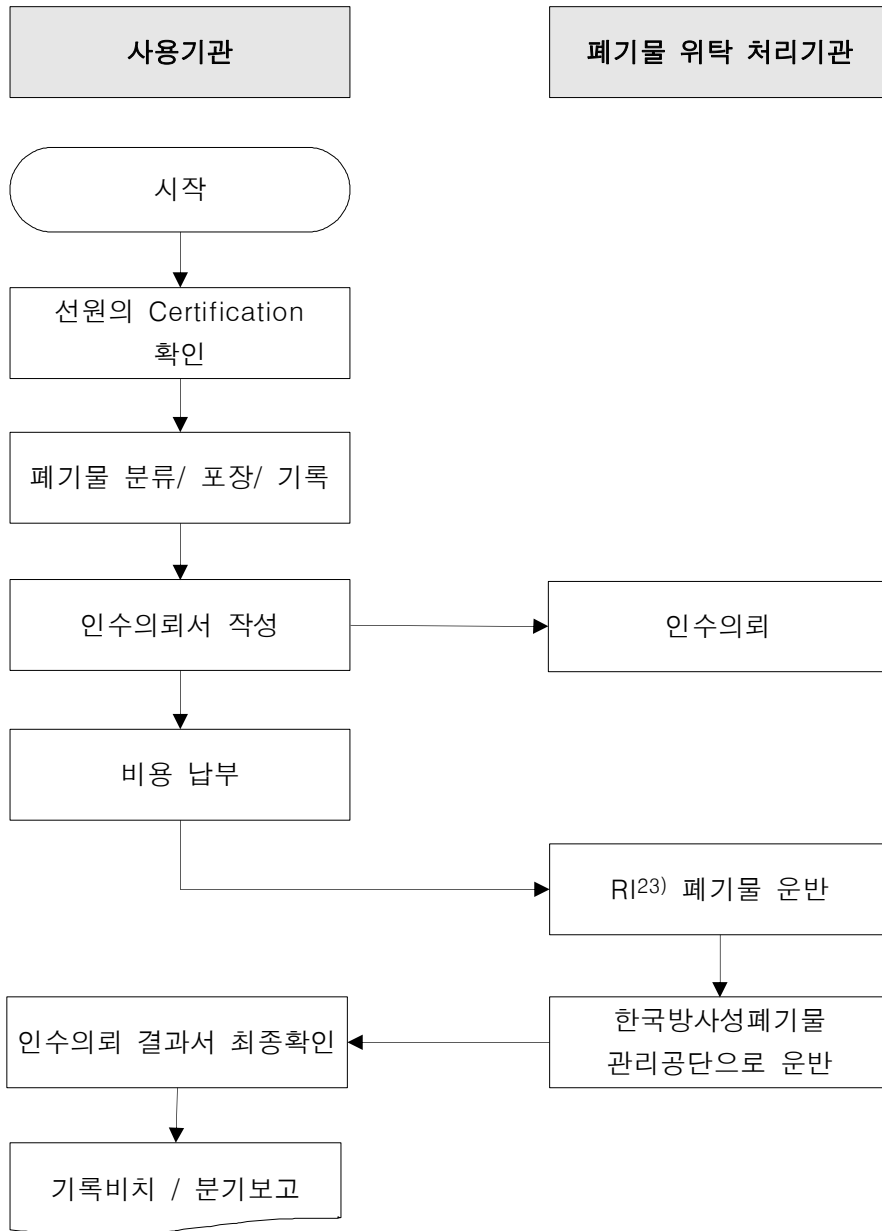 사용기관
폐기물 위탁 처리기관
시작
선원의 Certification
확인
폐기물 분류/ 포장/ 기록
인수의뢰서 작성
인수의뢰
비용 납부
RI23) 폐기물 운반
한국방사성폐기물
관리공단으로 운반
인수의뢰 결과서 최종확인
기록비치 / 분기보고